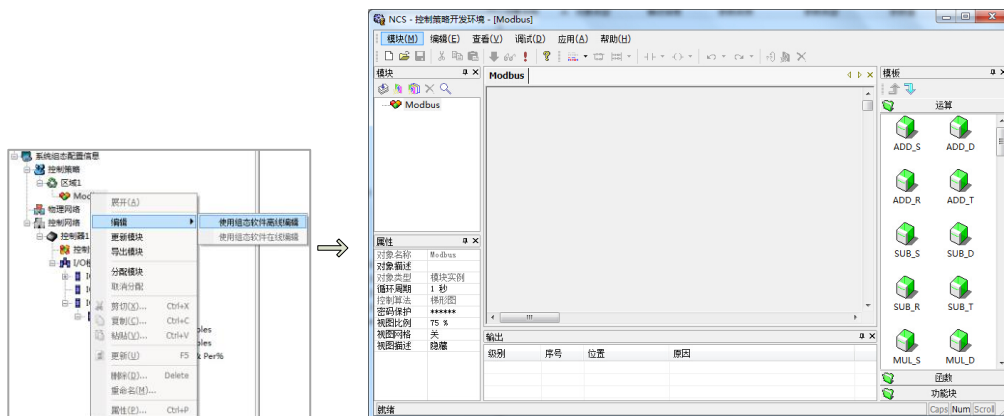 系统组态配置信息
控制策略
区域1
Mod
物理网络
控制网络
控制器1
控制
I/O
展开(A)
编辑
更新模块
导出模块
分配模块
取消分配
剪切(X)... Ctrl+X
复制(C)... Ctrl+C
粘贴(V)... Ctrl+V
更新(U) F5
删除(D)... Delete
重命名(M)...
属性(P)... Ctrl+P
使用组态软件离线编辑
使用组态软件在线编辑
bles
bles
& Per%
NCS - 控制策略开发环境 - [Modbus]
模块(M) 编辑(E) 查看(V) 调试(D) 应用(A) 帮助(H)
模块
Modbus
Modbus
属性
对象名称 Modbus
对象描述
对象类型 模块实例
循环周期 1 秒
控制算法 梯形图
密码保护 ******
视图比例 75 %
视图网格 关
视图描述 隐藏
输出
级别 序号 位置 原因
模板
运算
ADD_S ADD_D
ADD_R ADD_T
SUB_S SUB_D
SUB_R SUB_T
MUL_S MUL_D
函数
功能块
就绪
Caps Num Scroll